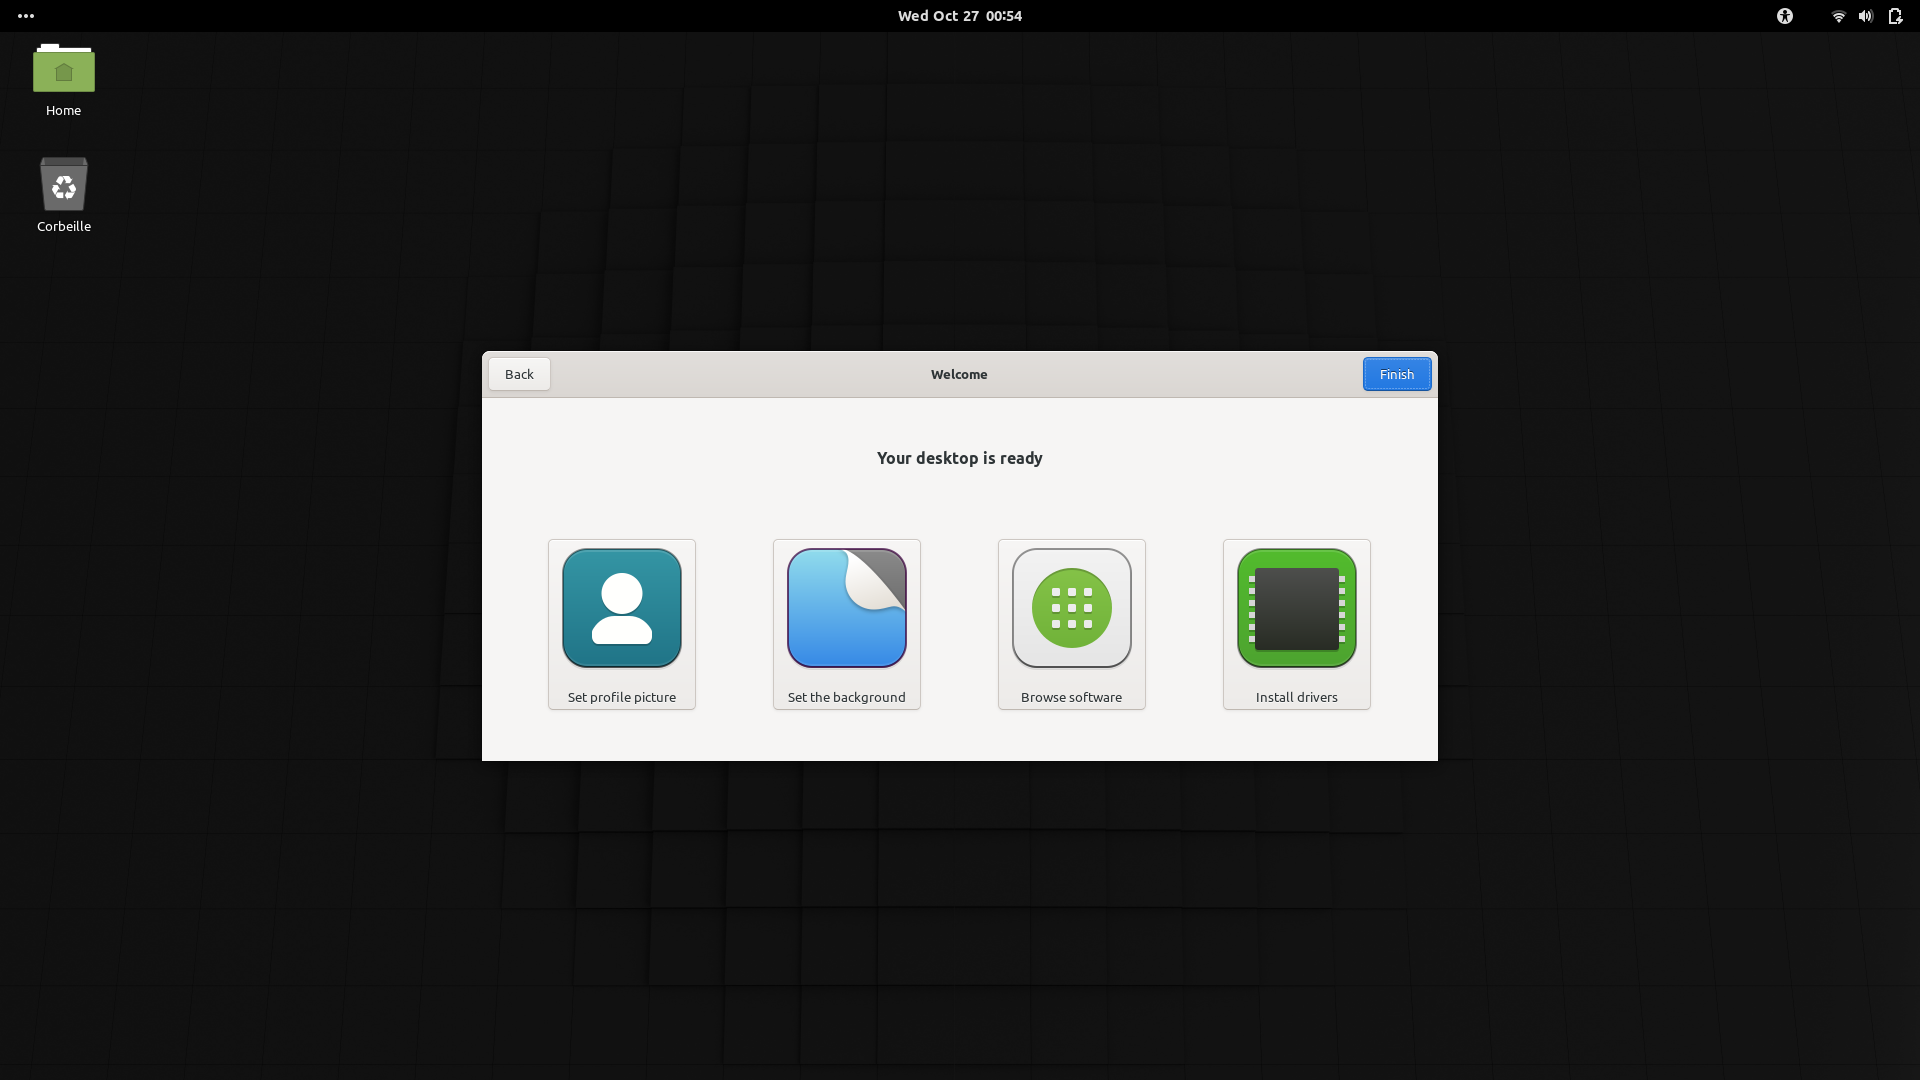 Wed Oct 27 00:54
Home
Corbeille
Back
Welcome
Finish
Your desktop is ready
Set profile picture
Set the background
Browse software
Install drivers